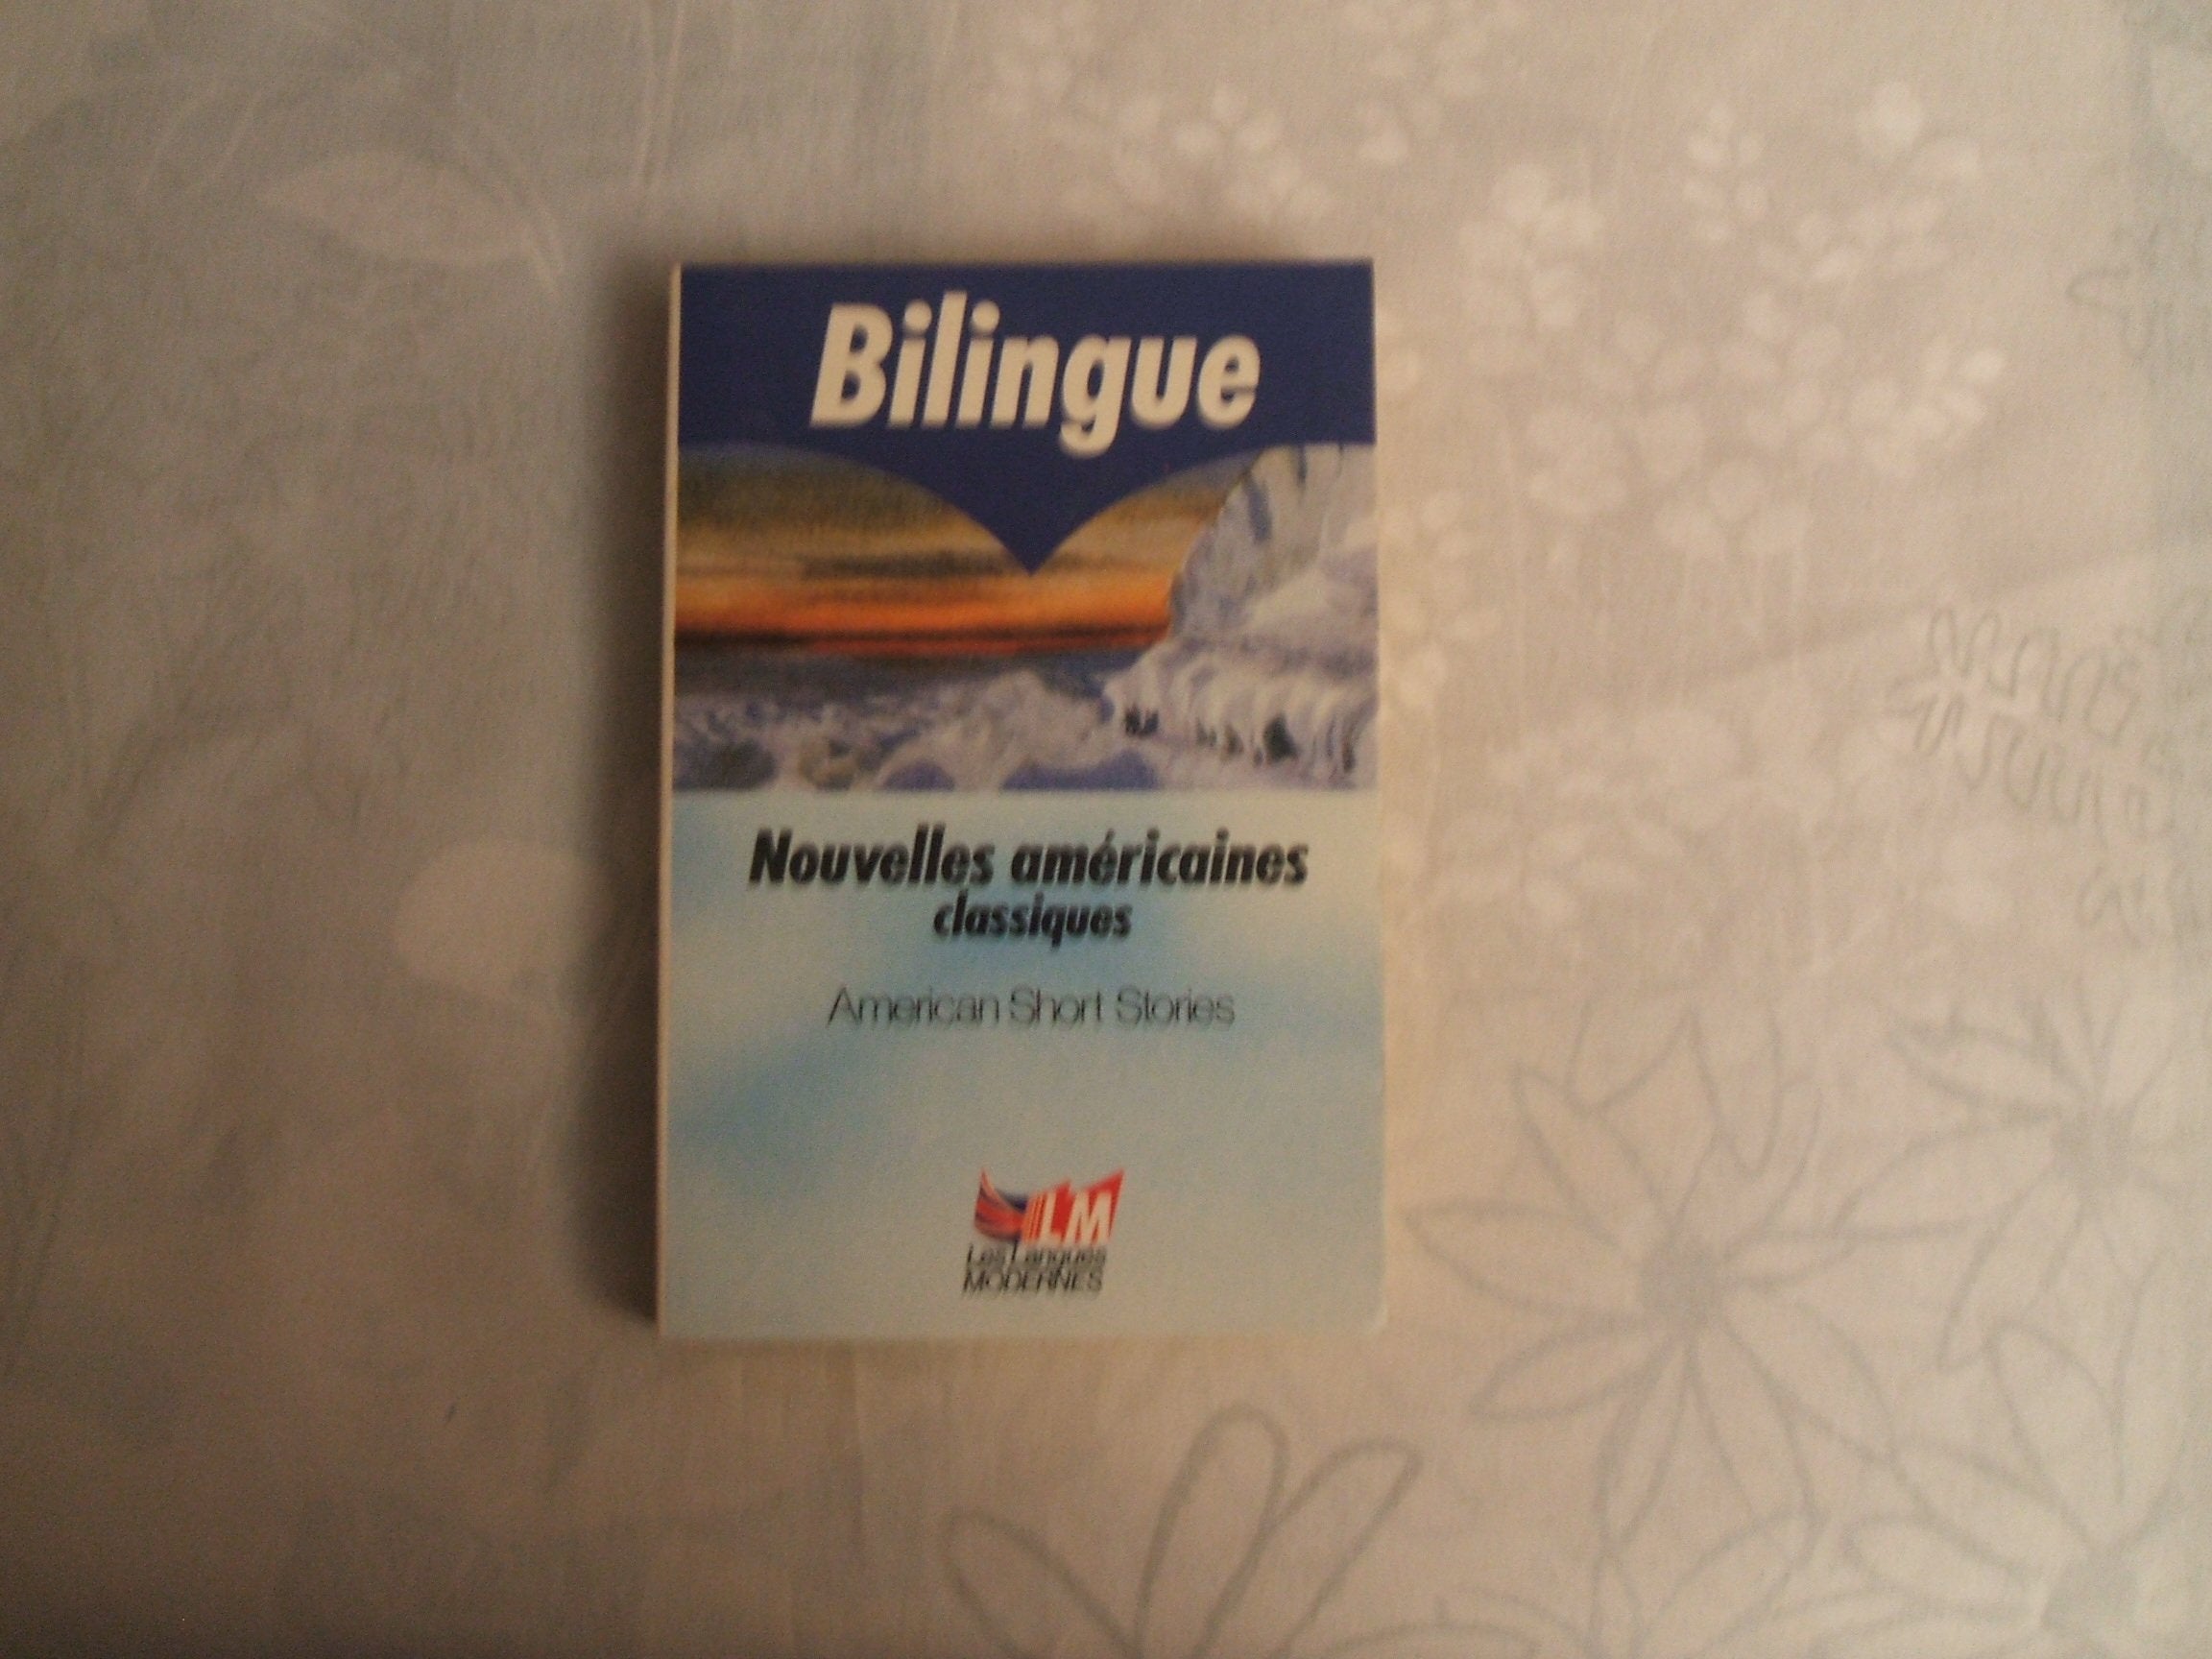 Bilingue
Nouvelles américaines
classiques
American Short Stories
LM
Les Langues
MODERNES